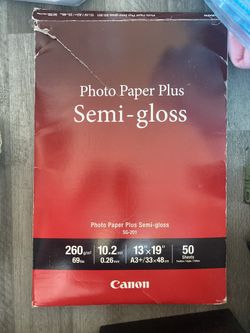 Photo Paper Plus
Semi-gloss
Photo Paper Plus Semi-gloss
SG-201
260g/m² 10.2mil 13"x19" 50
69lbs 0.26mm A3+/33x48cm Sheets
Canon